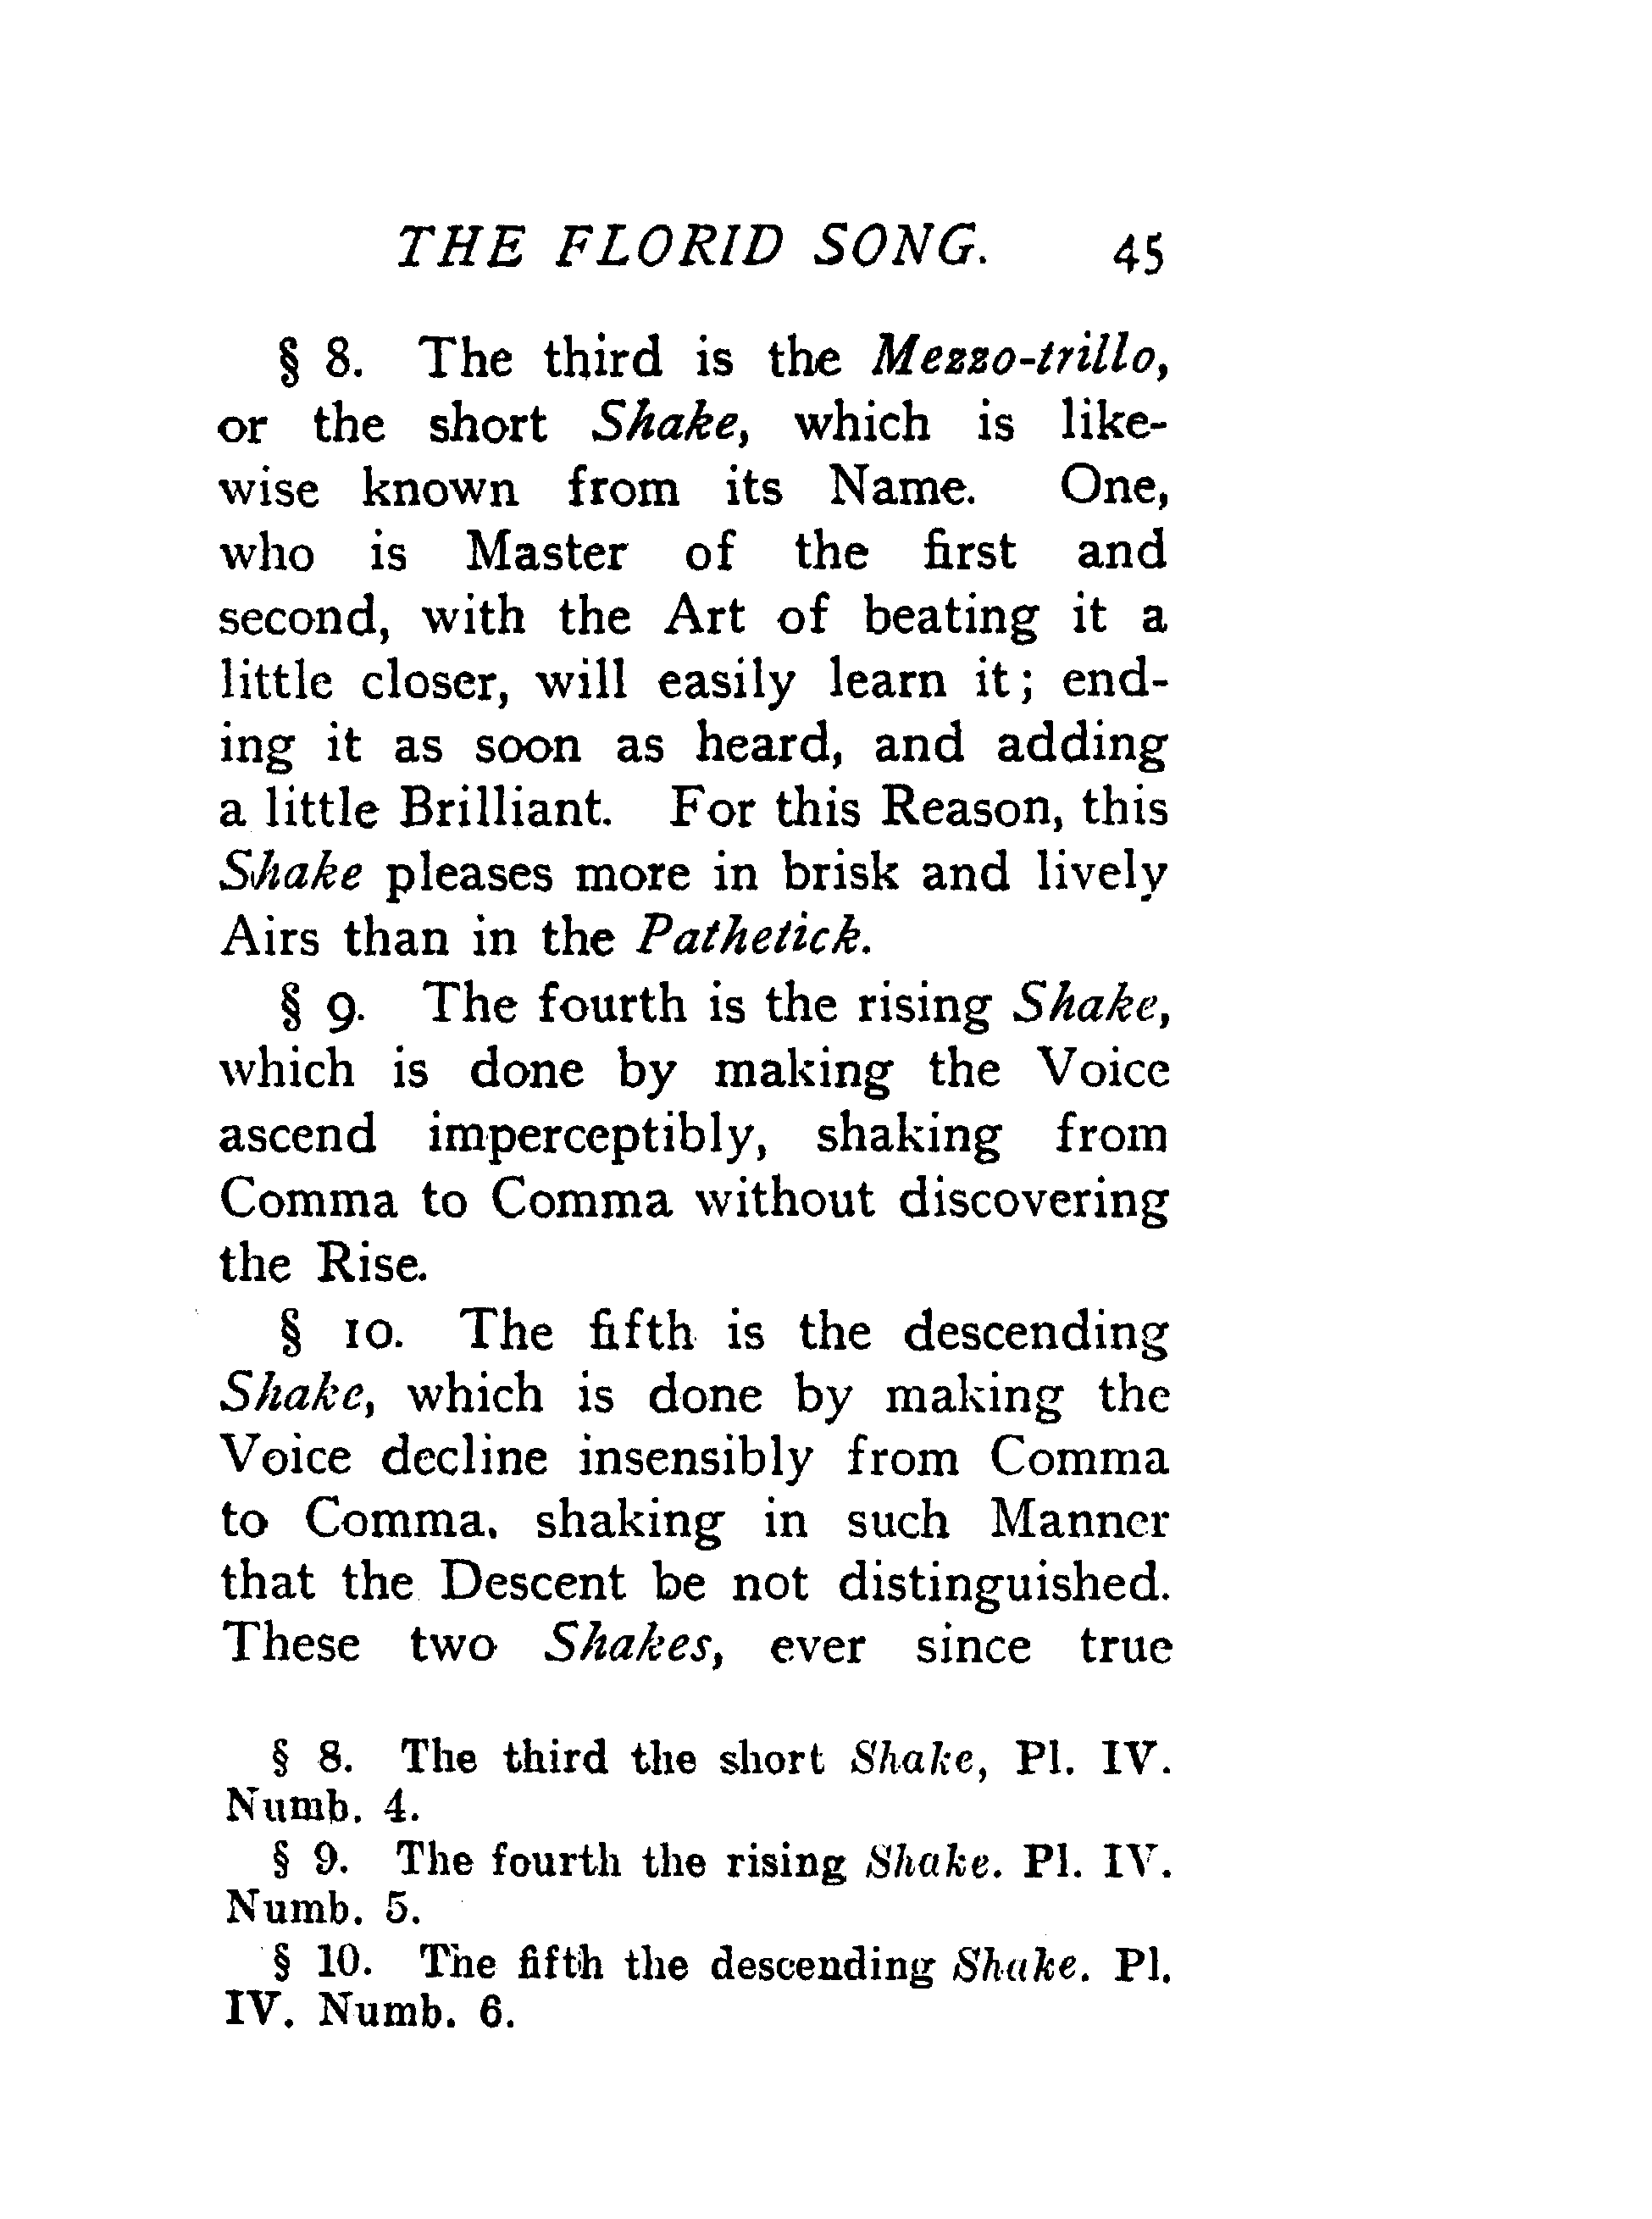 THE FLORID SONG. 45
§ 8. The third is the Mezzo-trillo,
or the short Shake, which is like-
wise known from its Name. One,
who is Master of the first and
second, with the Art of beating it a
little closer, will easily learn it; end-
ing it as soon as heard, and adding
a little Brilliant. For this Reason, this
Shake pleases more in brisk and lively
Airs than in the Pathetick.
§ 9. The fourth is the rising Shake,
which is done by making the Voice
ascend imperceptibly, shaking from
Comma to Comma without discovering
the Rise.
§ 10. The fifth is the descending
Shake, which is done by making the
Voice decline insensibly from Comma
to Comma, shaking in such Manner
that the Descent be not distinguished.
These two Shakes, ever since true
§ 8. The third the short Shake, Pl. IV.
Numb. 4.
§ 9. The fourth the rising Shake. Pl. IV.
Numb. 5.
§ 10. The fifth the descending Shake. Pl.
IV. Numb. 6.